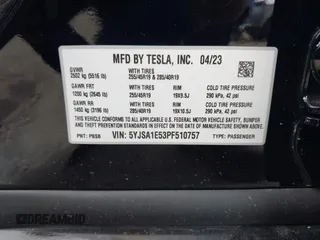 MFD BY TESLA, INC. 04/23
GVWR WITH TIRES
2502 kg (5516 lb) 255/45R19 & 285/40R19
GAWR FRT WITH TIRES RIM COLD TIRE PRESSURE
1200 kg (2645 lb) 255/45R19 19X9.5J 290 kPa, 42 psi
GAWR RR WITH TIRES RIM COLD TIRE PRESSURE
1450 kg (3196 lb) 285/40R19 19X10.5J 290 kPa, 42 psi
THIS VEHICLE CONFORMS TO ALL APPLICABLE
U.S. FEDERAL MOTOR VEHICLE SAFETY AND
BUMPER STANDARDS IN EFFECT ON THE
DATE OF MANUFACTURE SHOWN ABOVE.
PNT: PBSB VIN: 5YJSA1E53PF510757 TYPE: PASSENGER
© DREAMBID